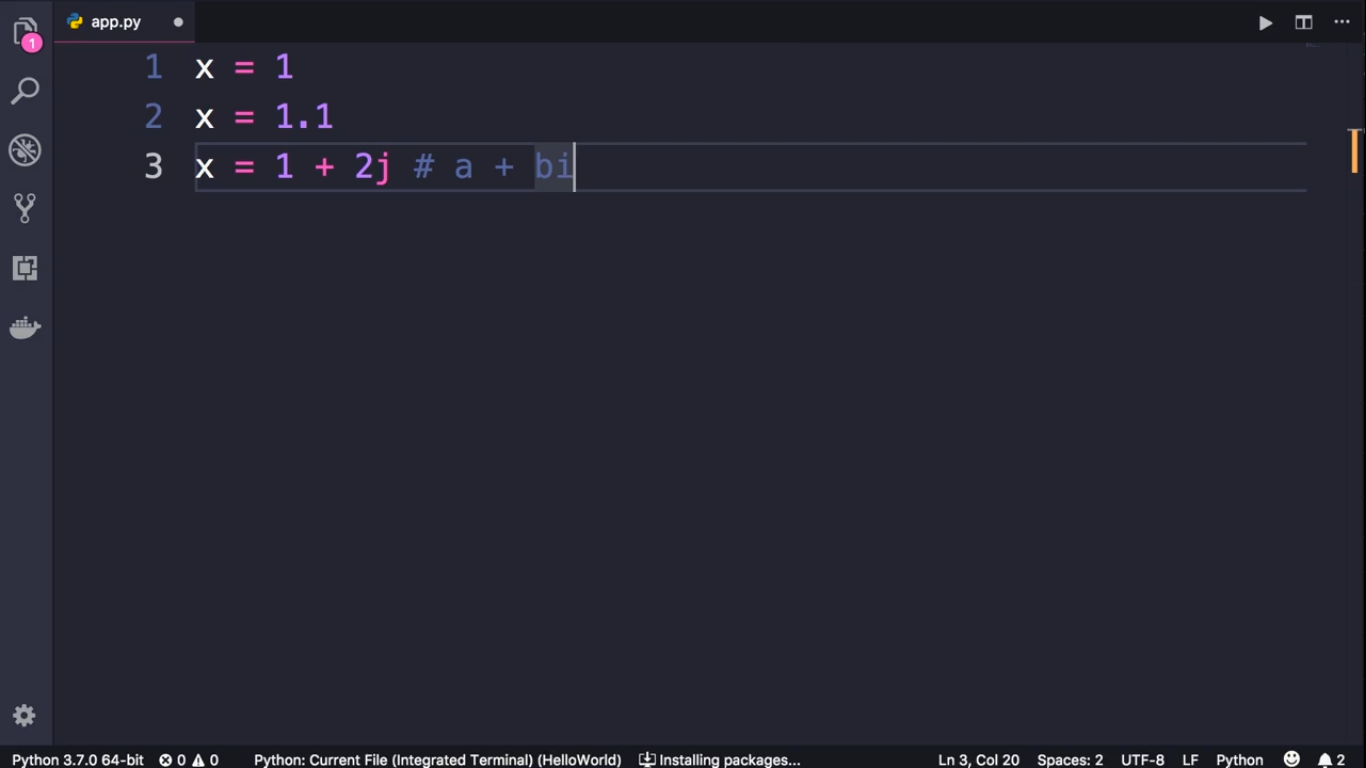 app.py
1
1 x = 1
2 x = 1.1
3 x = 1 + 2j # a + bi
Python 3.7.0 64-bit 0 0 Python: Current File (Integrated Terminal) (HelloWorld) Installing packages... Ln 3, Col 20 Spaces: 2 UTF-8 LF Python 2